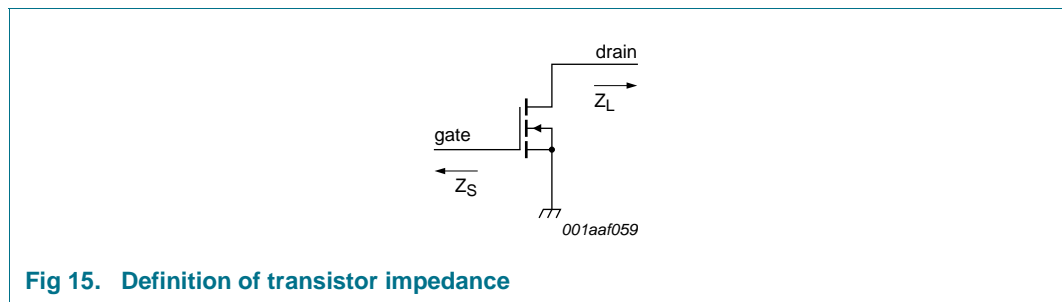 drain
Z_L
gate
Z_S
001aaf059
Fig 15. Definition of transistor impedance